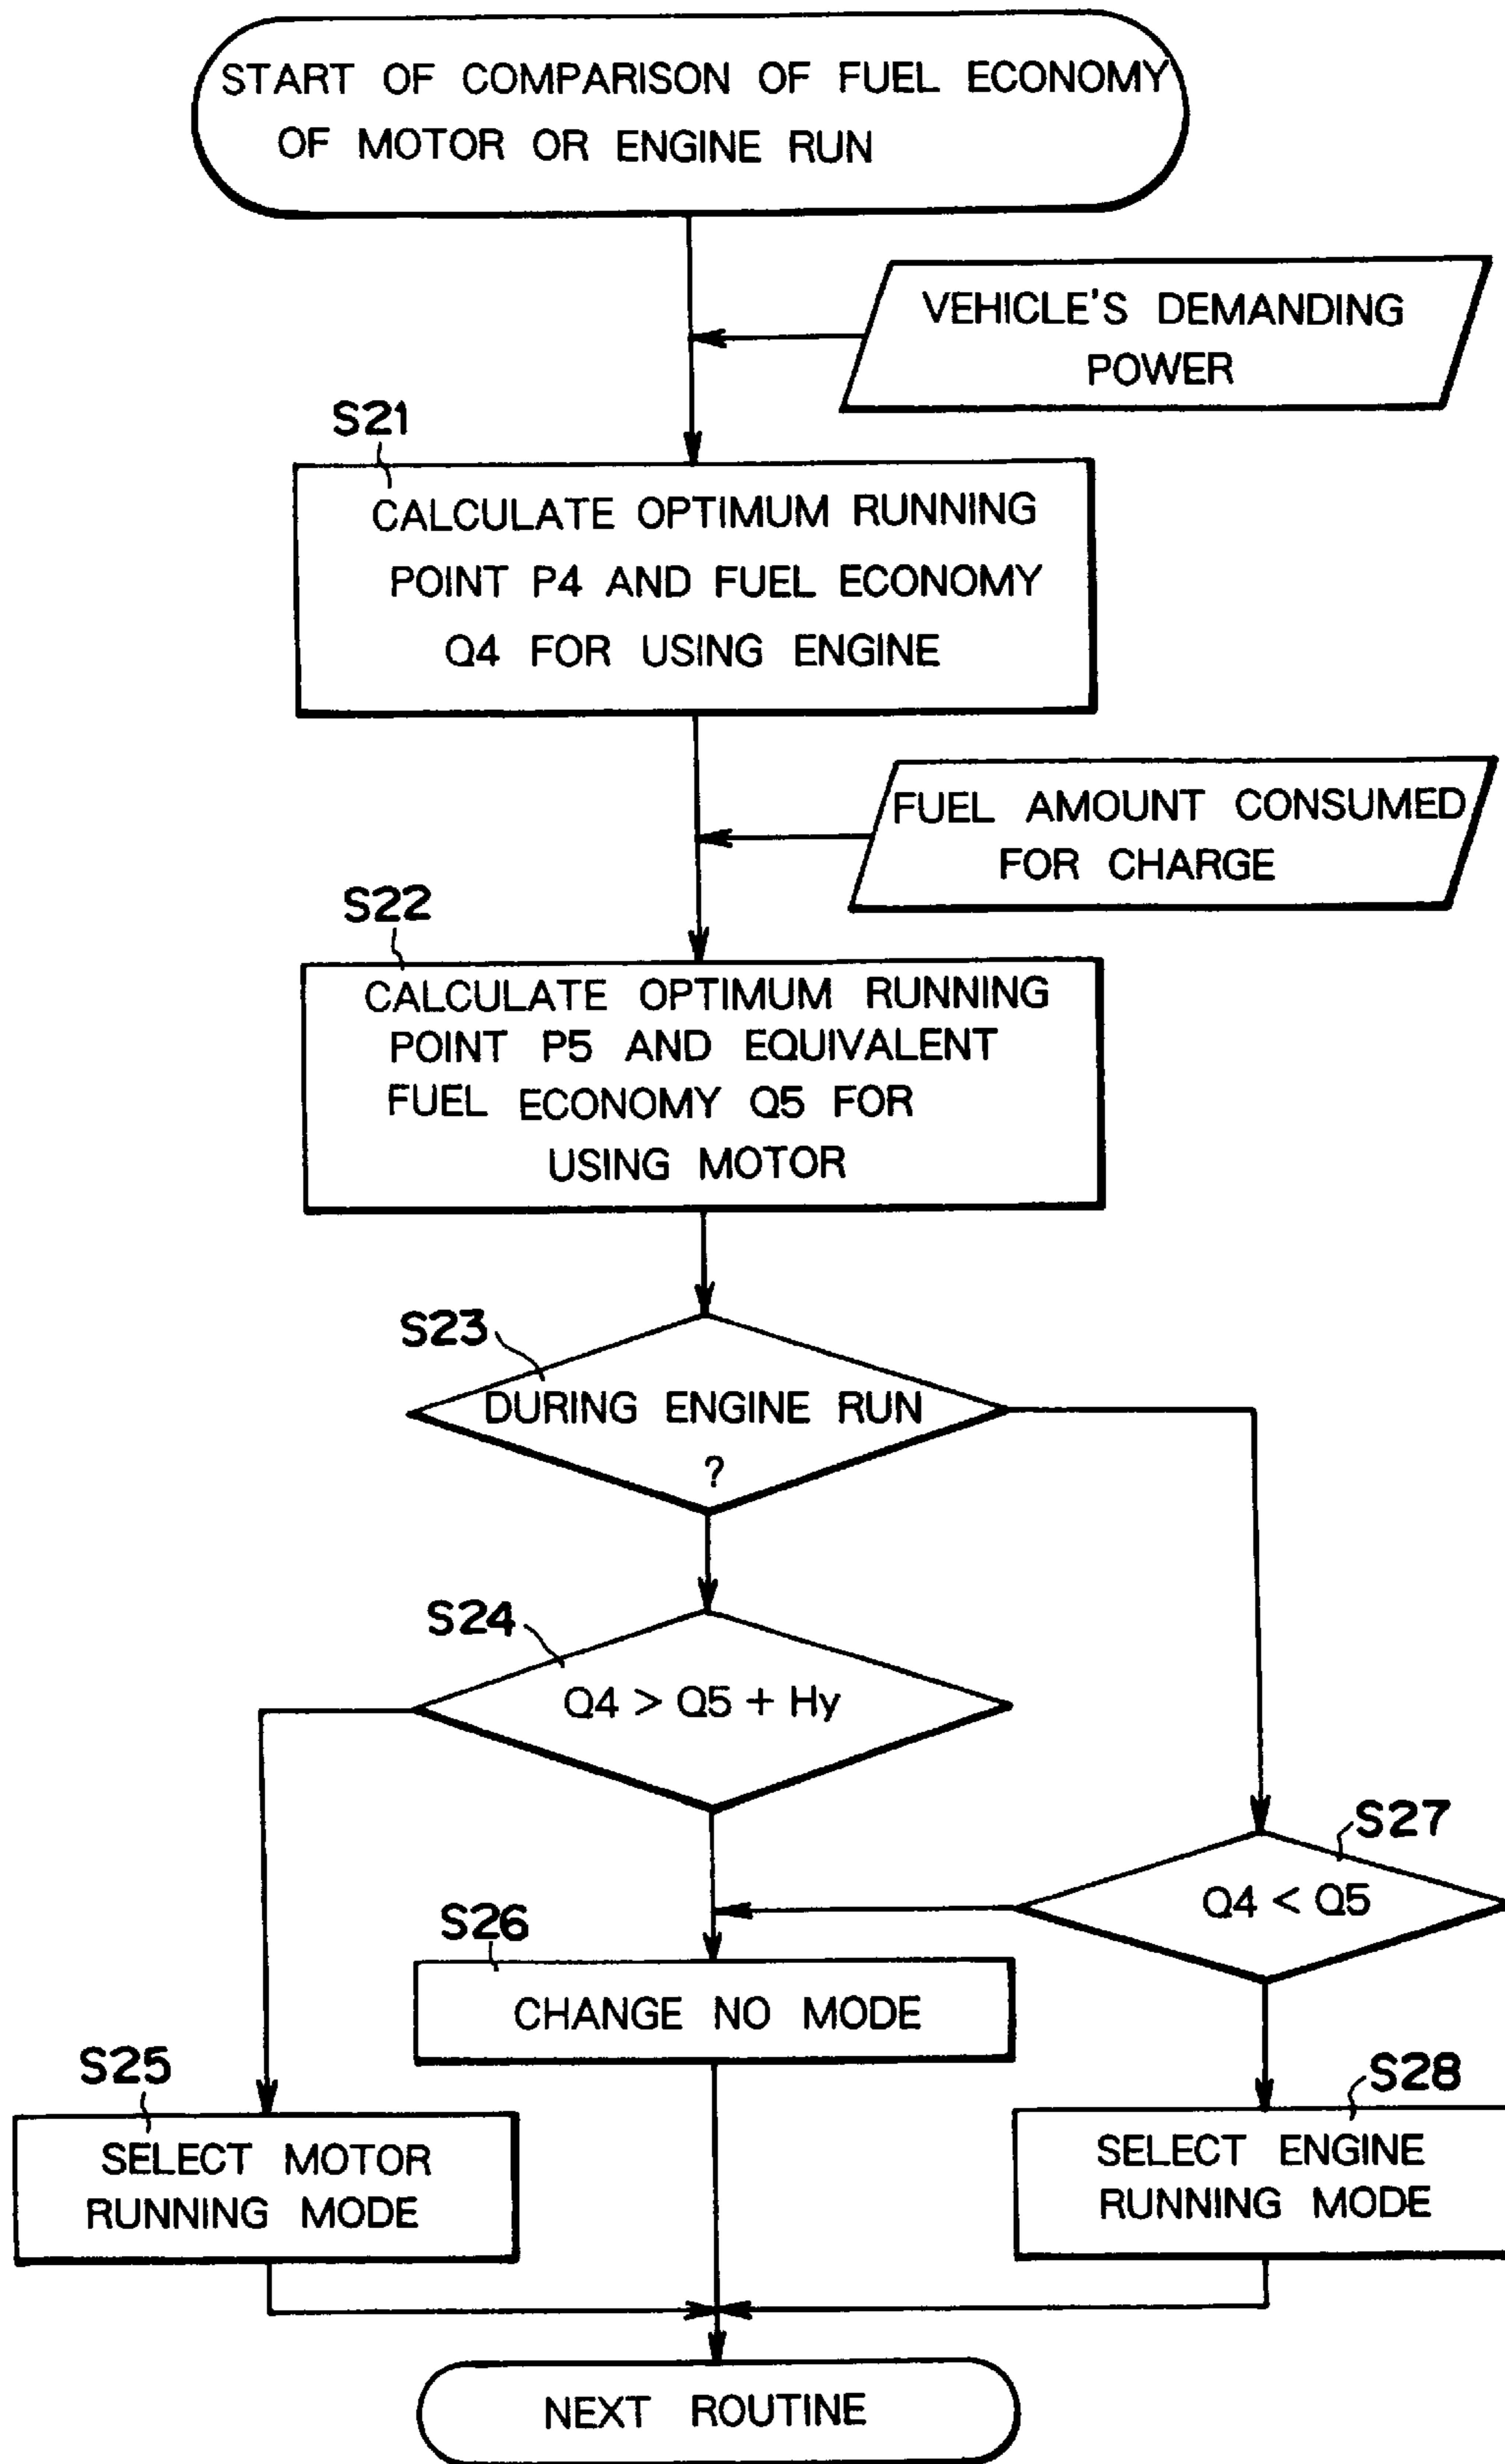 START OF COMPARISON OF FUEL ECONOMY
OF MOTOR OR ENGINE RUN
VEHICLE'S DEMANDING
POWER
S21
CALCULATE OPTIMUM RUNNING
POINT P4 AND FUEL ECONOMY
Q4 FOR USING ENGINE
FUEL AMOUNT CONSUMED
FOR CHARGE
S22
CALCULATE OPTIMUM RUNNING
POINT P5 AND EQUIVALENT
FUEL ECONOMY Q5 FOR
USING MOTOR
S23
DURING ENGINE RUN
?
S24
Q4 > Q5 + Hy
S27
Q4 < Q5
S26
CHANGE NO MODE
S25
SELECT MOTOR
RUNNING MODE
S28
SELECT ENGINE
RUNNING MODE
NEXT ROUTINE